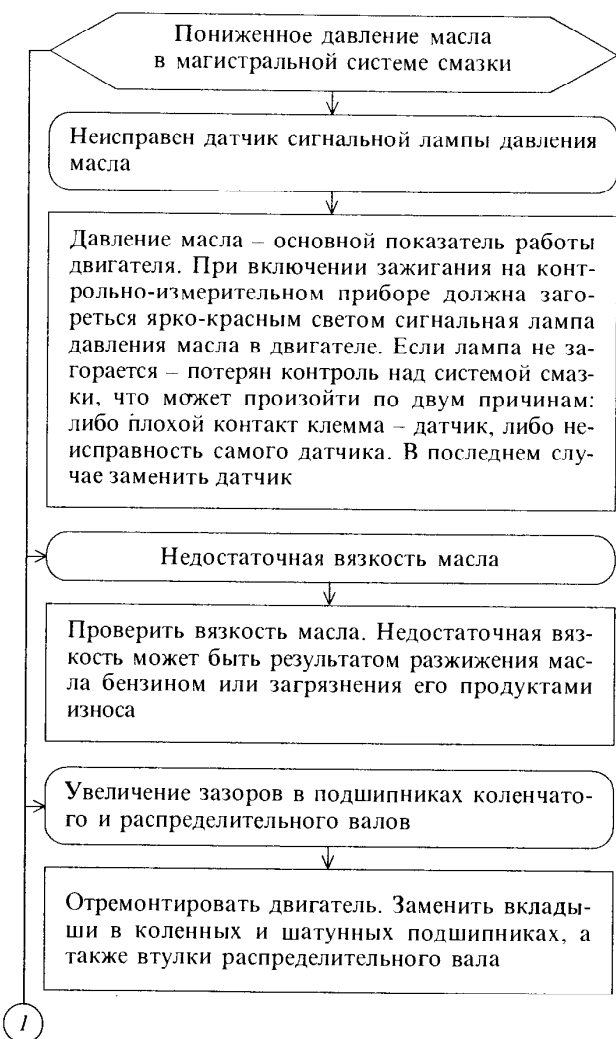 Пониженное давление масла
в магистральной системе смазки
Неисправен датчик сигнальной лампы давления
масла
Давление масла – основной показатель работы
двигателя. При включении зажигания на конт-
рольно-измерительном приборе должна заго-
реться ярко-красным светом сигнальная лампа
давления масла в двигателе. Если лампа не за-
горается – потерян контроль над системой смаз-
ки, что может произойти по двум причинам:
либо плохой контакт клемма – датчик, либо не-
исправность самого датчика. В последнем слу-
чае заменить датчик
Недостаточная вязкость масла
Проверить вязкость масла. Недостаточная вяз-
кость может быть результатом разжижения мас-
ла бензином или загрязнения его продуктами
износа
Увеличение зазоров в подшипниках коленчато-
го и распределительного валов
Отремонтировать двигатель. Заменить вклады-
ши в коленных и шатунных подшипниках, а
также втулки распределительного вала
1